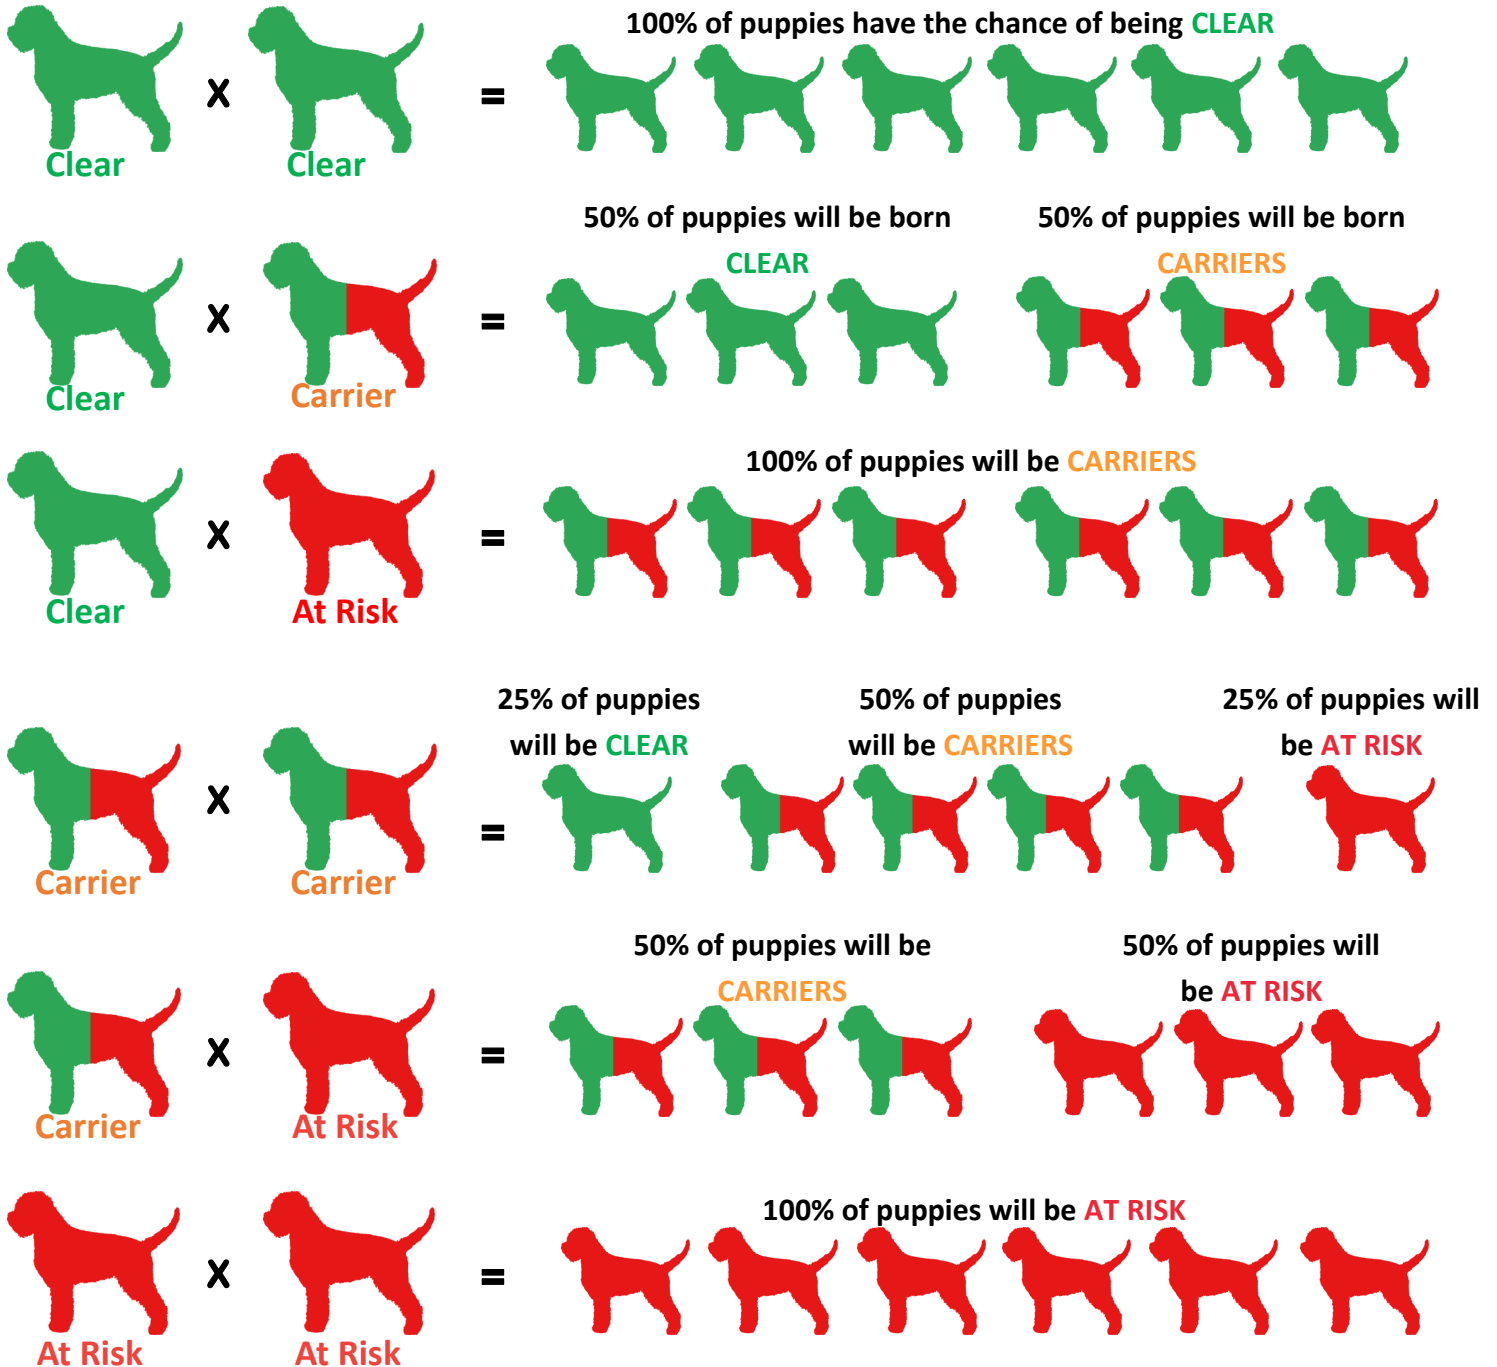 100% of puppies have the chance of being CLEAR
X =
Clear Clear
50% of puppies will be born 50% of puppies will be born
CLEAR CARRIERS
X =
Clear Carrier
100% of puppies will be CARRIERS
X =
Clear At Risk
25% of puppies 50% of puppies 25% of puppies will
will be CLEAR will be CARRIERS be AT RISK
X =
Carrier Carrier
50% of puppies will be 50% of puppies will
CARRIERS be AT RISK
X =
Carrier At Risk
100% of puppies will be AT RISK
X =
At Risk At Risk